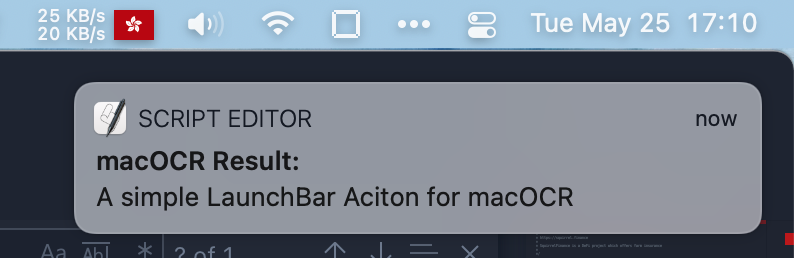 25 KB/s
20 KB/s
Tue May 25 17:10
SCRIPT EDITOR now
macOCR Result:
A simple LaunchBar Aciton for macOCR
Aa Abl * ? of 1